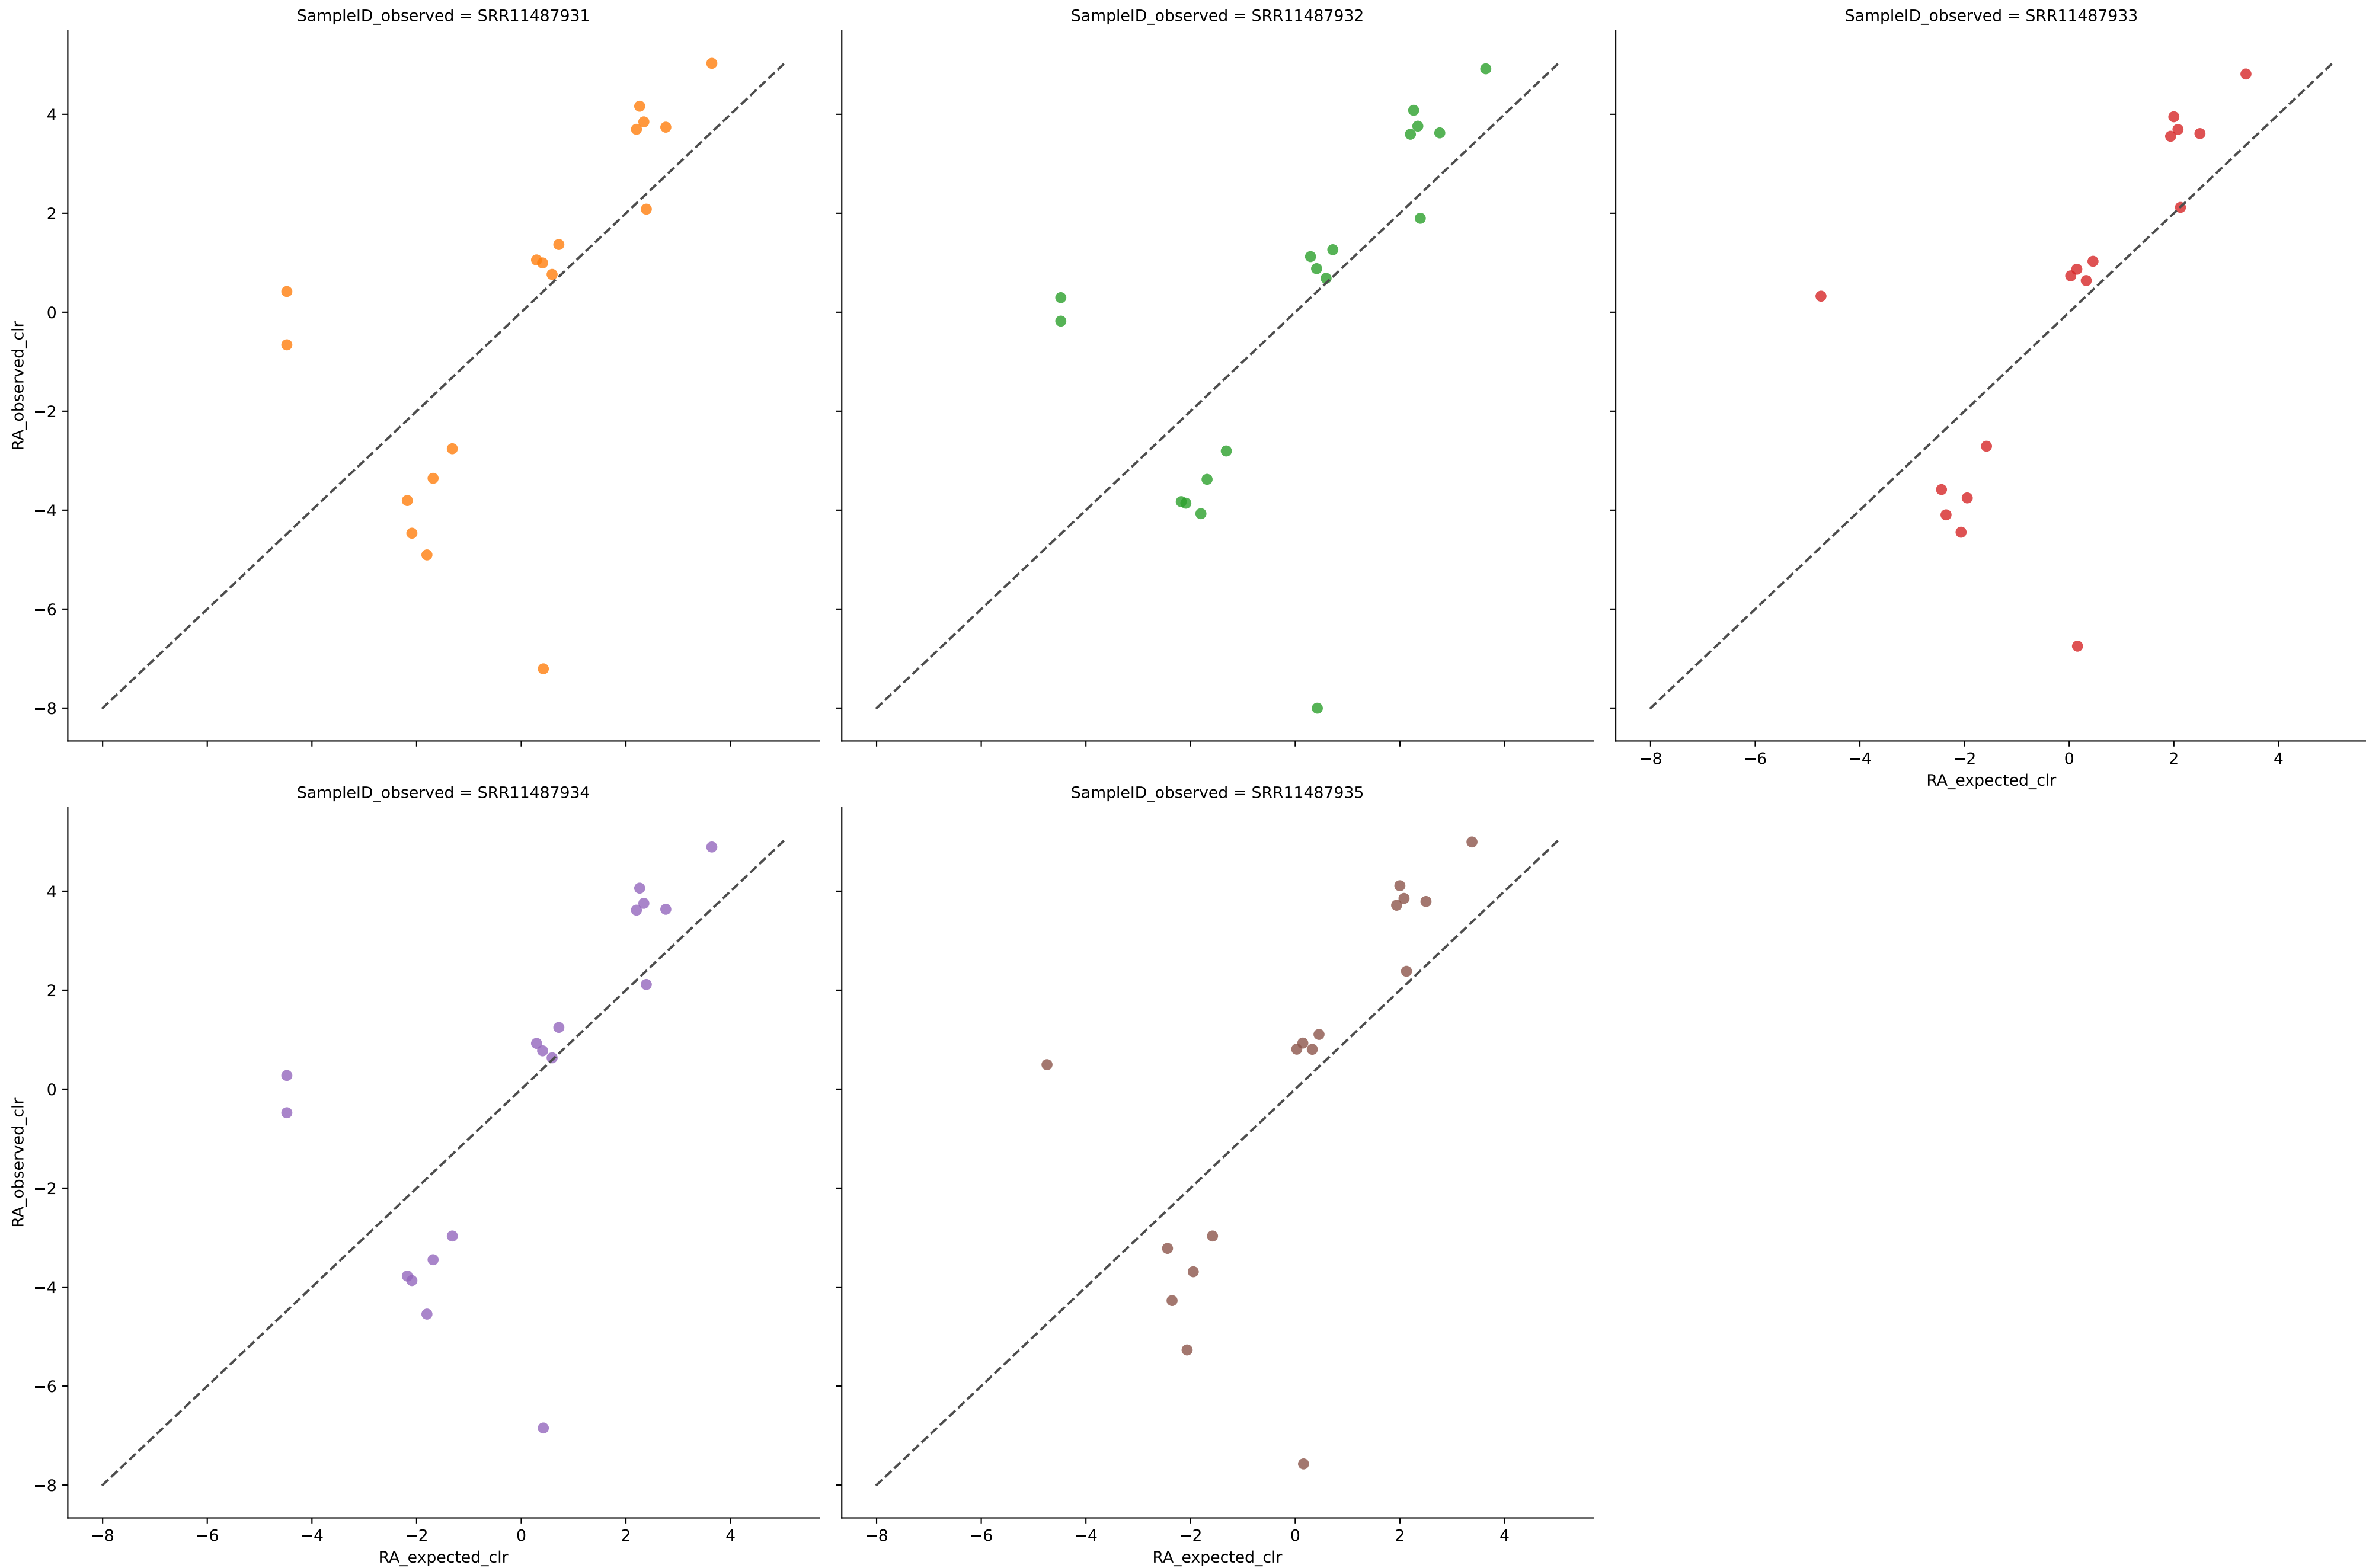 SampleID_observed = SRR11487931
SampleID_observed = SRR11487932
SampleID_observed = SRR11487933
RA_observed_clr
4
2
0
−2
−4
−6
−8
−8 −6 −4 −2 0 2 4
RA_expected_clr
SampleID_observed = SRR11487934
SampleID_observed = SRR11487935
RA_observed_clr
4
2
0
−2
−4
−6
−8
−8 −6 −4 −2 0 2 4
−8 −6 −4 −2 0 2 4
RA_expected_clr
RA_expected_clr